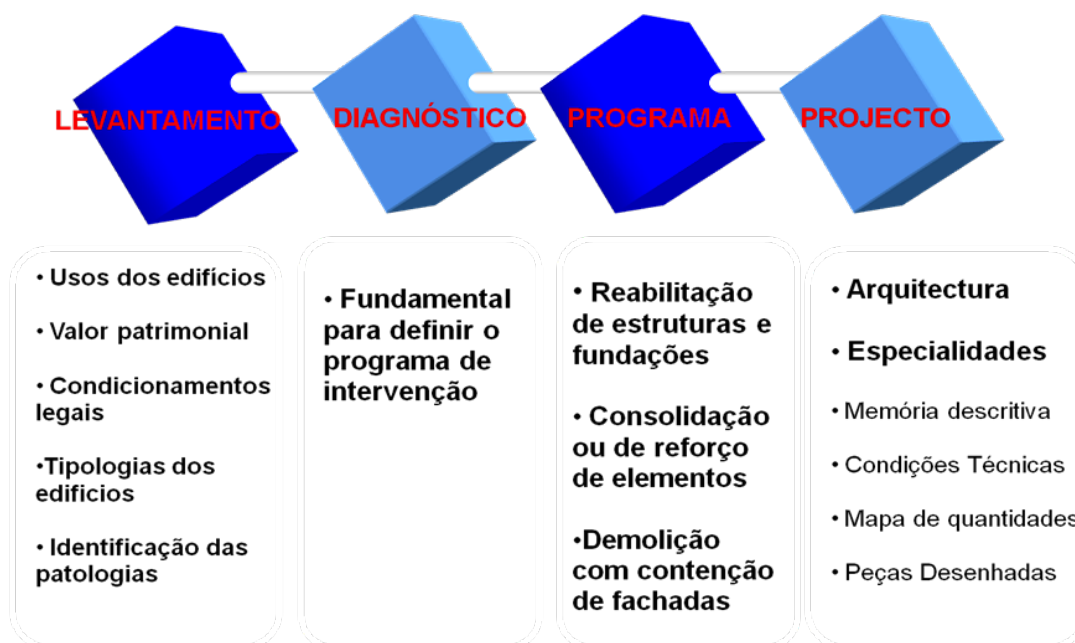 LEVANTAMENTO
DIAGNÓSTICO
PROGRAMA
PROJECTO
• Usos dos edifícios
• Valor patrimonial
• Condicionamentos
legais
•Tipologias dos
edificios
• Identificação das
patologias
• Fundamental
para definir o
programa de
intervenção
• Reabilitação
de estruturas e
fundações
• Consolidação
ou de reforço
de elementos
•Demolição
com contenção
de fachadas
• Arquitectura
• Especialidades
• Memória descritiva
• Condições Técnicas
• Mapa de quantidades
• Peças Desenhadas